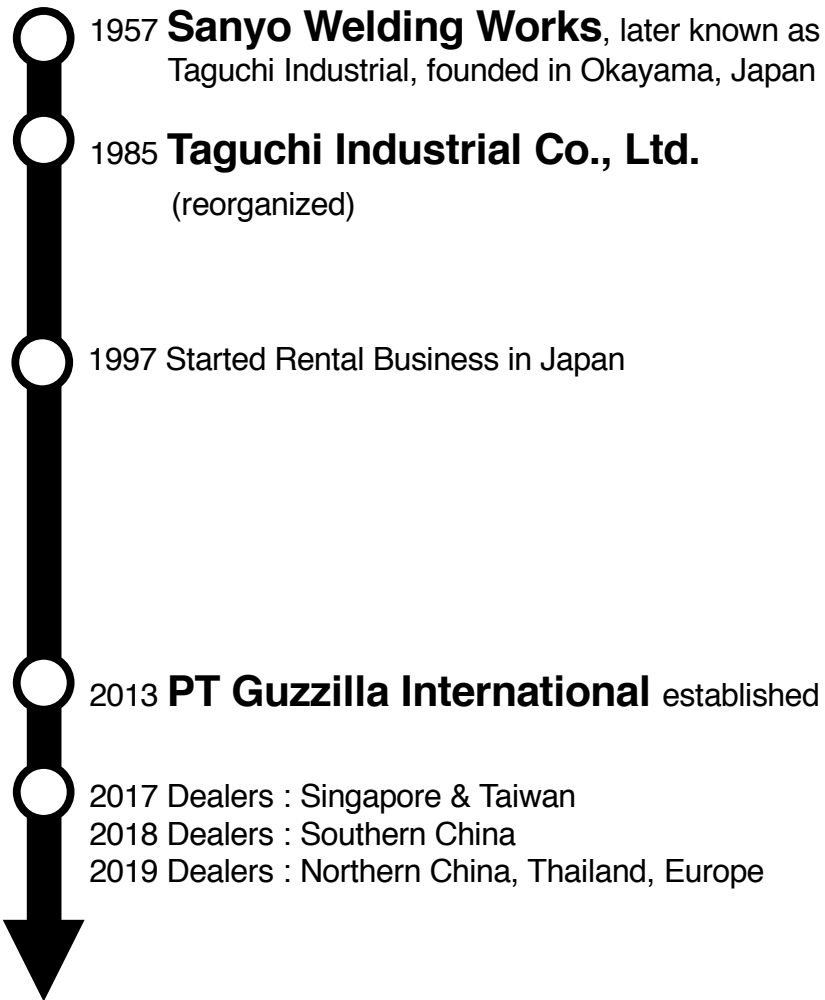 1957 Sanyo Welding Works, later known as
Taguchi Industrial, founded in Okayama, Japan
1985 Taguchi Industrial Co., Ltd.
(reorganized)
1997 Started Rental Business in Japan
2013 PT Guzzilla International established
2017 Dealers : Singapore & Taiwan
2018 Dealers : Southern China
2019 Dealers : Northern China, Thailand, Europe